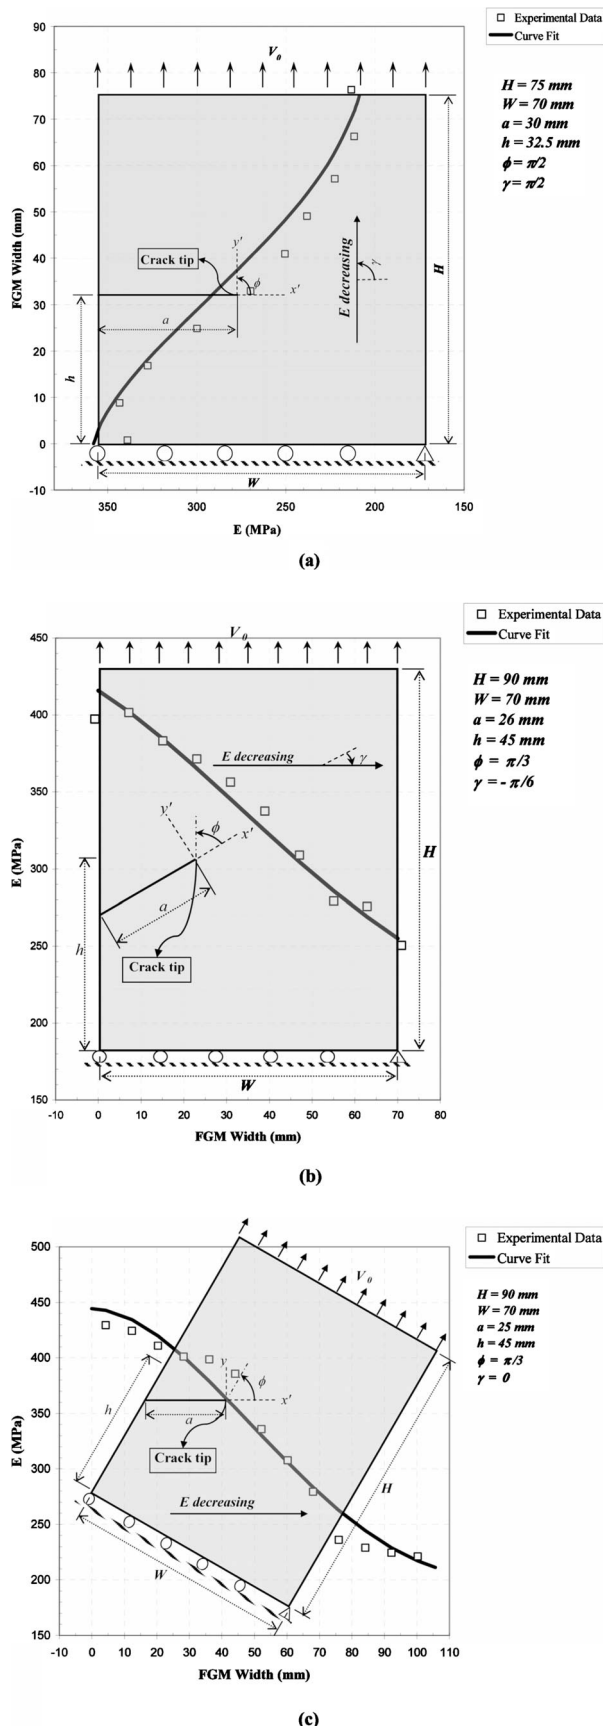 Experimental Data
Curve Fit
V₀
H = 75 mm
W = 70 mm
a = 30 mm
h = 32.5 mm
ϕ = π/2
γ = π/2
90
80
70
60
50
40
30
20
10
0
-10
FGM Width (mm)
y'
Crack tip
ϕ
x'
a
h
E decreasing
γ
H
W
350
300
250
200
150
E (MPa)
(a)
Experimental Data
Curve Fit
V₀
H = 90 mm
W = 70 mm
a = 26 mm
h = 45 mm
ϕ = π/3
γ = - π/6
450
400
350
300
250
200
150
E (MPa)
E decreasing
γ
y'
ϕ
x'
a
h
Crack tip
H
W
-10 0 10 20 30 40 50 60 70 80
FGM Width (mm)
(b)
Experimental Data
Curve Fit
V₀
H = 90 mm
W = 70 mm
a = 25 mm
h = 45 mm
ϕ = π/3
γ = 0
500
450
400
350
300
250
200
150
E (MPa)
y
'
ϕ
x'
h
a
Crack tip
E decreasing
H
W
-10 0 10 20 30 40 50 60 70 80 90 100 110
FGM Width (mm)
(c)